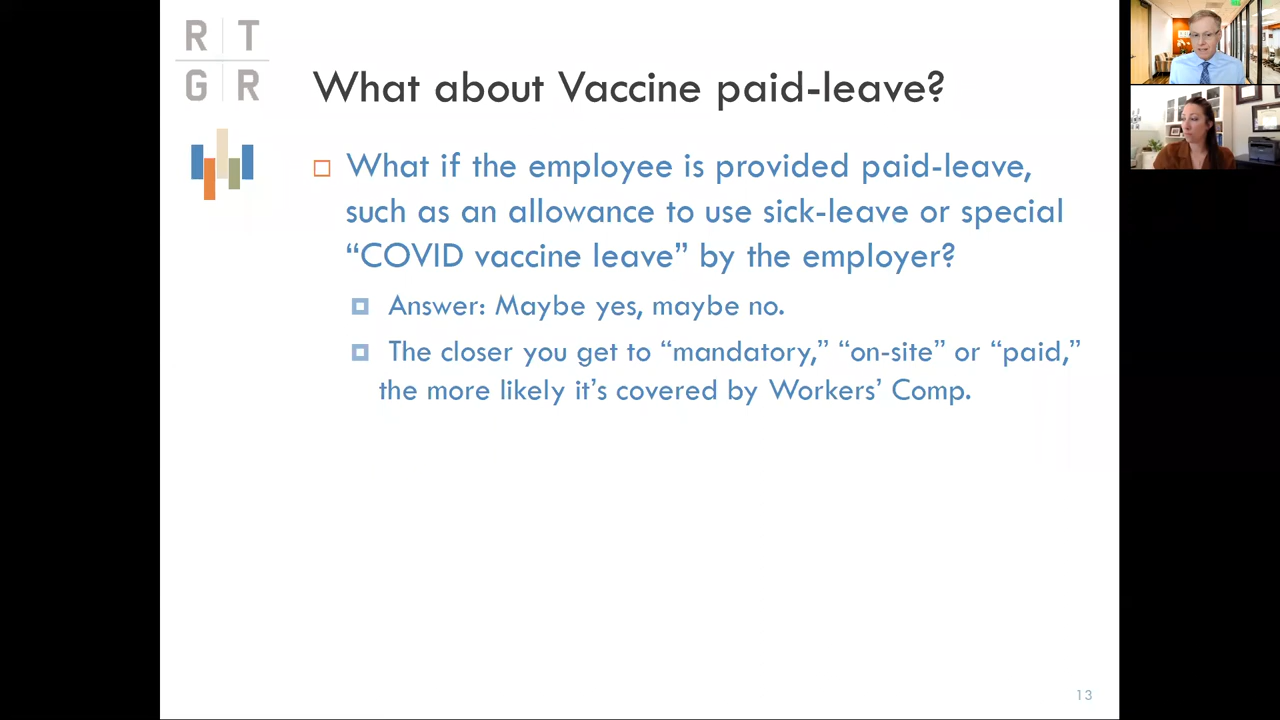 R T
G R
What about Vaccine paid-leave?
What if the employee is provided paid-leave,
such as an allowance to use sick-leave or special
“COVID vaccine leave” by the employer?
Answer: Maybe yes, maybe no.
The closer you get to “mandatory,” “on-site” or “paid,”
the more likely it’s covered by Workers’ Comp.
13